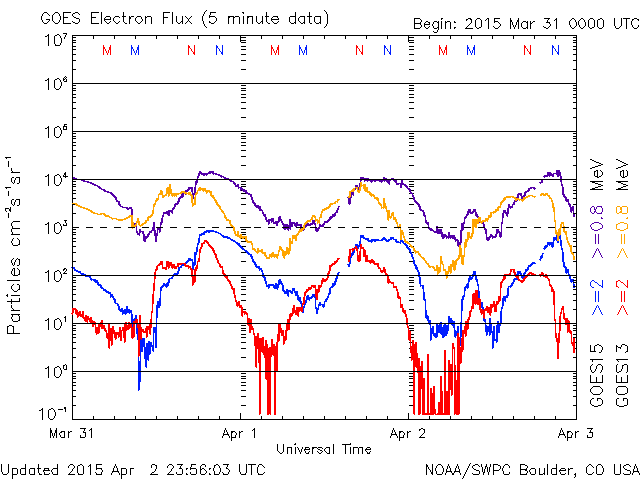 GOES Electron Flux (5 minute data)
Begin: 2015 Mar 31 0000 UTC
M M N N M M N N M M N N
10⁷
10⁶
10⁵
10⁴
10³
10²
10¹
10⁰
10⁻¹
Particles cm⁻²s⁻¹sr⁻¹
Mar 31 Apr 1 Apr 2 Apr 3
Universal Time
GOES15 >=2 >=0.8 MeV
GOES13 >=2 >=0.8 MeV
Updated 2015 Apr 2 23:56:03 UTC
NOAA/SWPC Boulder, CO USA